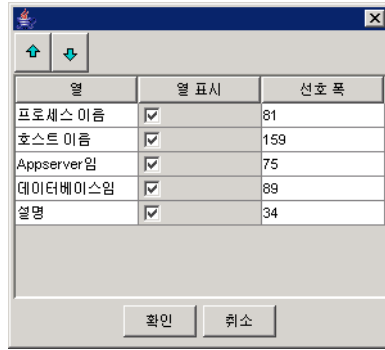 열 열 표시 선호 폭
프로세스 이름 81
호스트 이름 159
Appserver임 75
데이터베이스임 89
설명 34
확인 취소